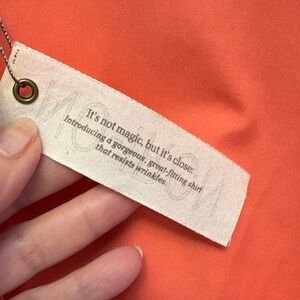 It's not magic, but it's close:
Introducing a gorgeous, great-fitting shirt
that resists wrinkles.